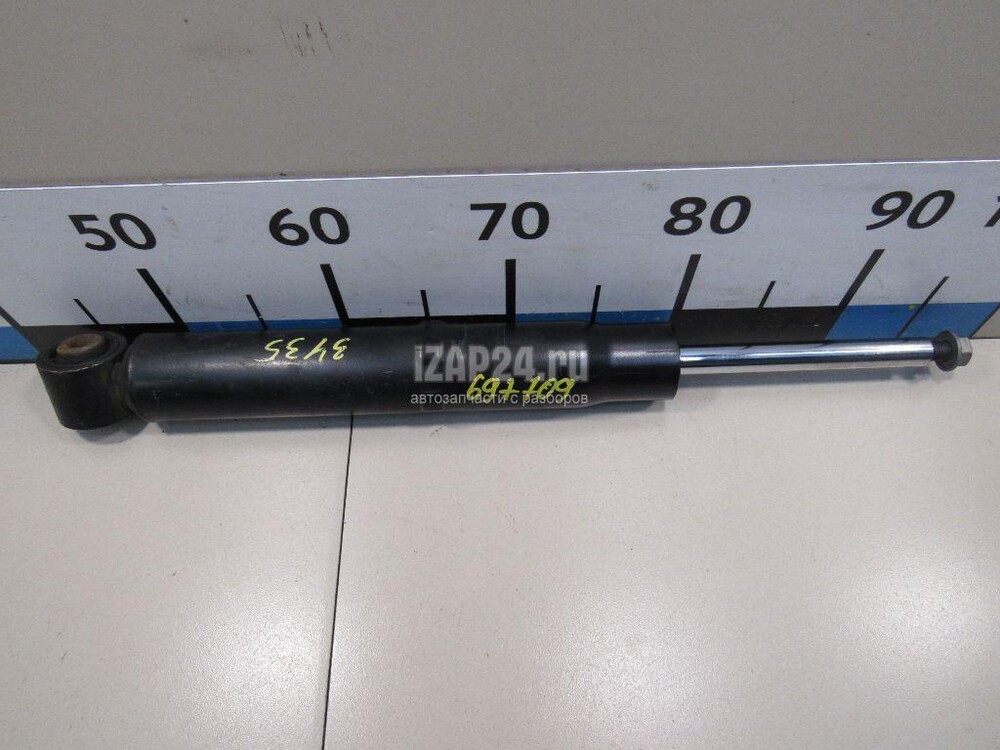 50 60 70 80 90
3435
iZAP24.ru
автозапчасти с разборов